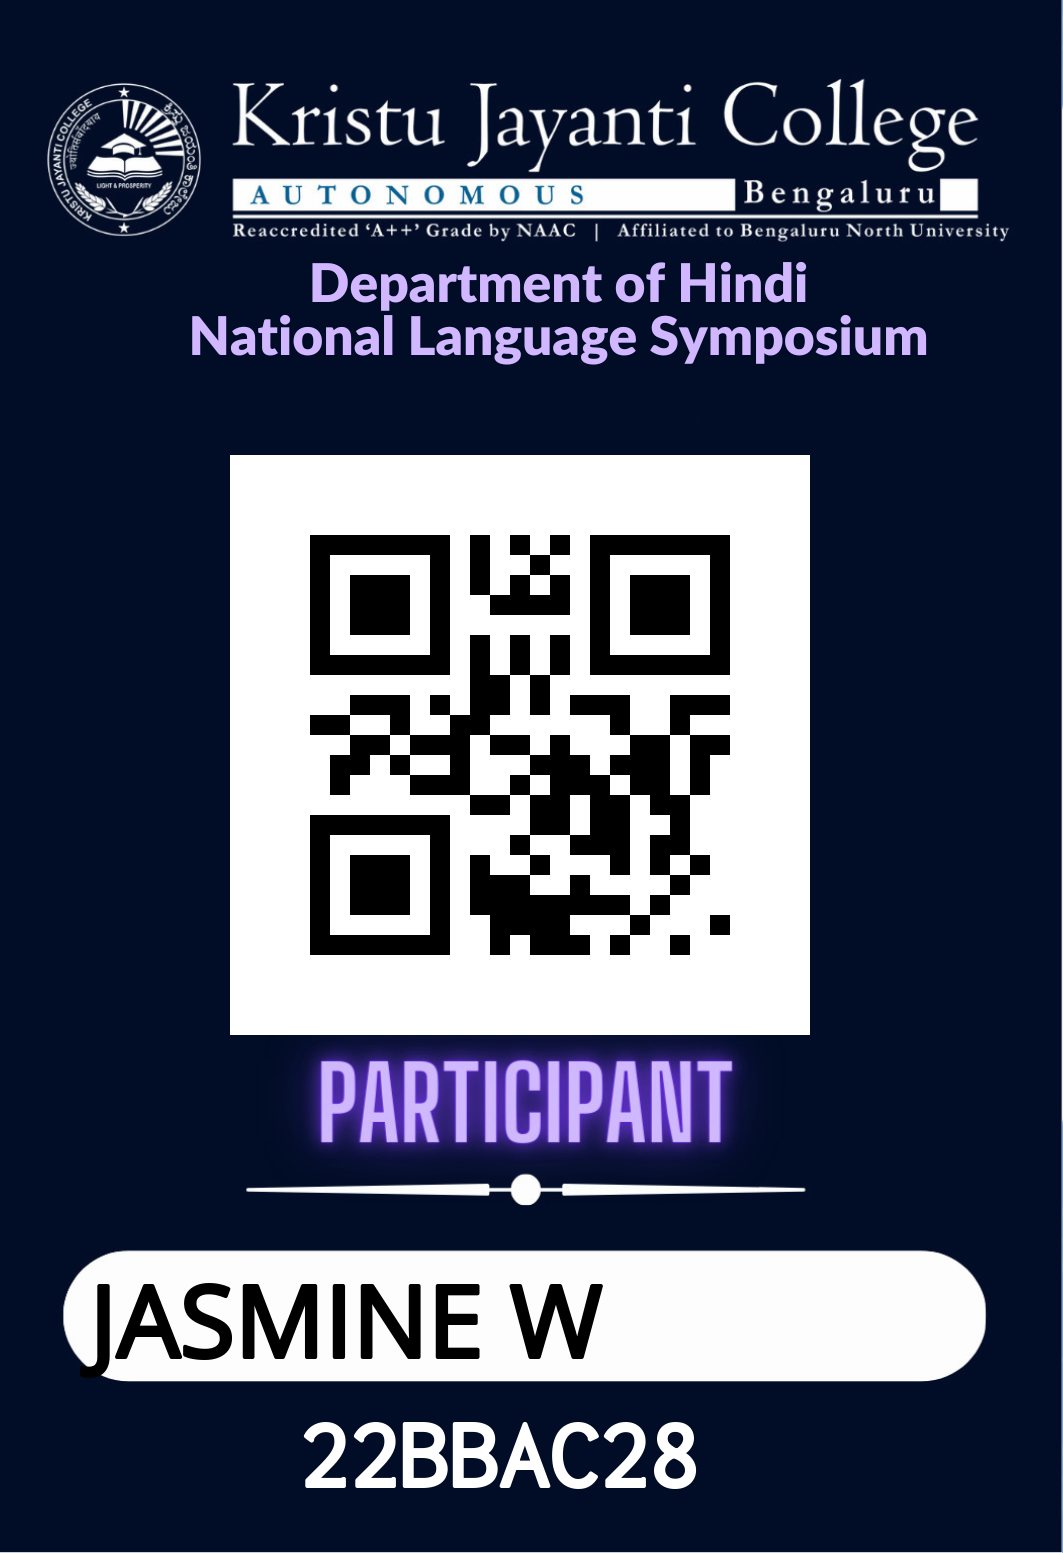 KRISTU JAYANTI COLLEGE
ಕ್ರಿಸ್ತು ಜಯಂತಿ ಕಾಲೇಜು
LIGHT & PROSPERITY
Kristu Jayanti College
AUTONOMOUS Bengaluru
Reaccredited ‘A++’ Grade by NAAC | Affiliated to Bengaluru North University
Department of Hindi
National Language Symposium
PARTICIPANT
JASMINE W
22BBAC28